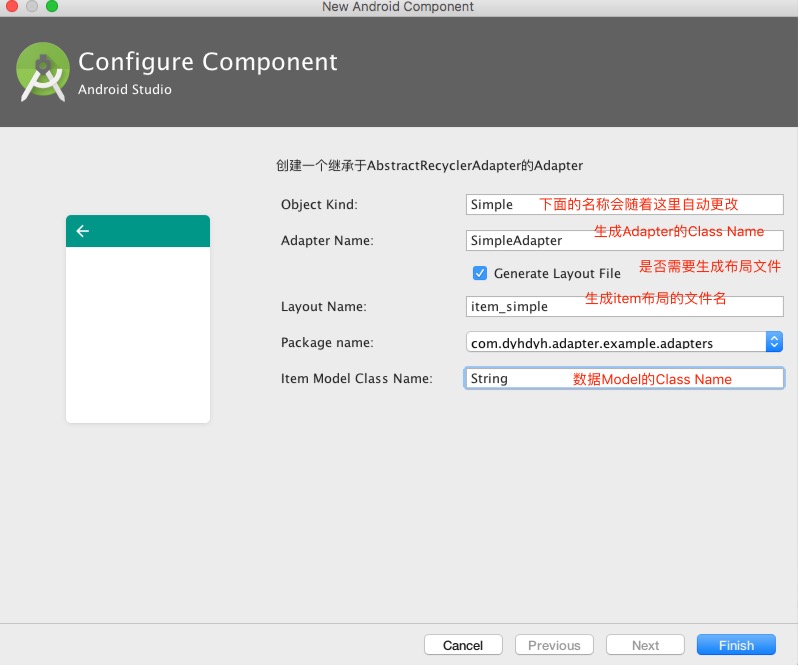 New Android Component
Configure Component
Android Studio
创建一个继承于AbstractRecyclerAdapter的Adapter
Object Kind:
Simple
下面的名称会随着这里自动更改
Adapter Name:
SimpleAdapter
生成Adapter的Class Name
Generate Layout File
是否需要生成布局文件
Layout Name:
item_simple
生成item布局的文件名
Package name:
com.dyhdyh.adapter.example.adapters
Item Model Class Name:
String
数据Model的Class Name
Cancel
Previous
Next
Finish